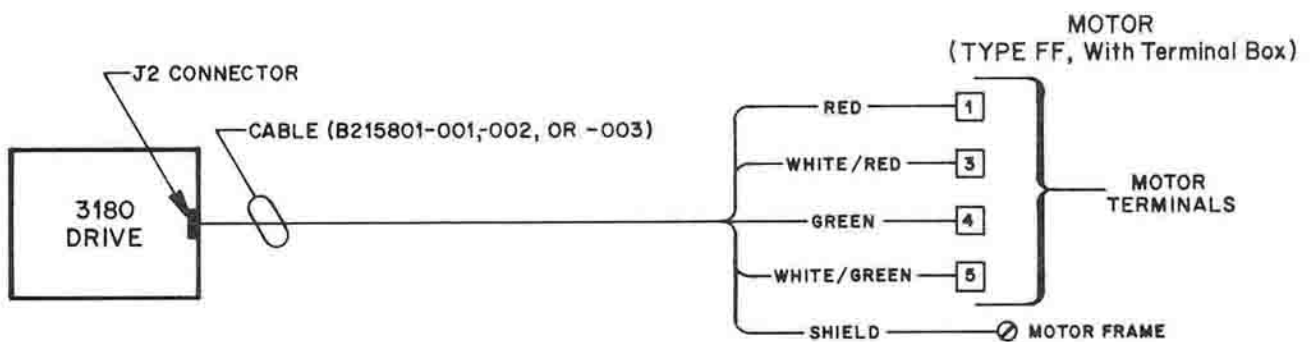 MOTOR
(TYPE FF, With Terminal Box)
J2 CONNECTOR
CABLE (B215801-001,-002, OR -003)
3180
DRIVE
RED
1
WHITE/RED
3
GREEN
4
WHITE/GREEN
5
SHIELD
MOTOR FRAME
MOTOR
TERMINALS